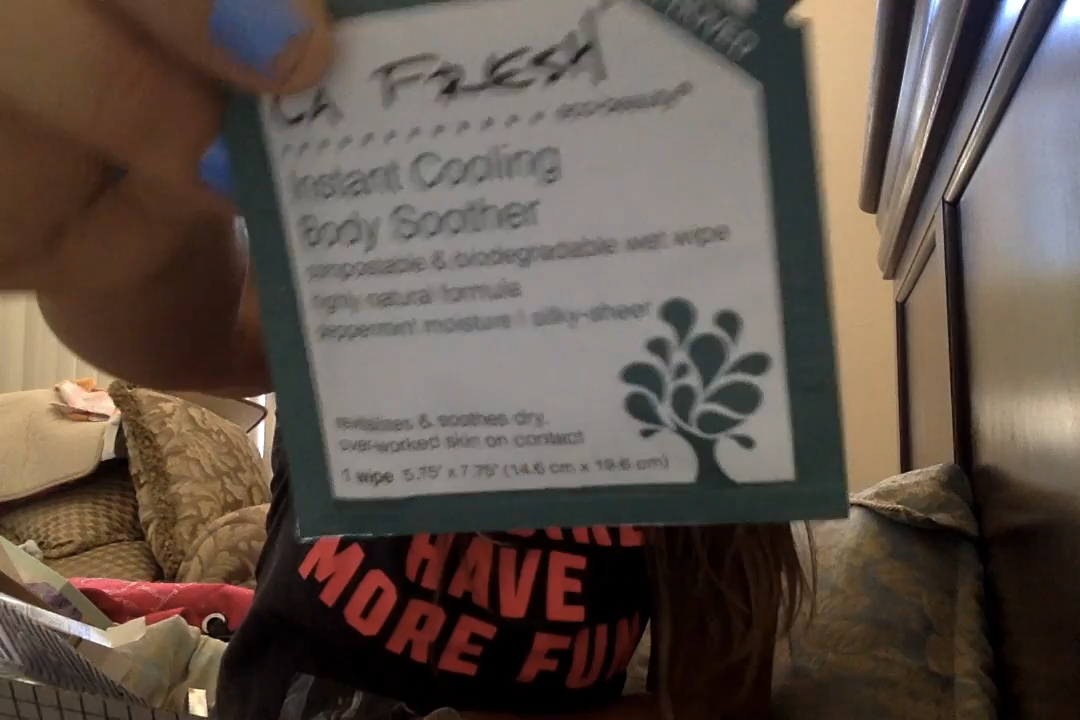 LA FRESH
eco-beauty®
Instant Cooling
Body Soother
compostable & biodegradable wet wipe
highly natural formula
peppermint moisture | silky-sheer
revitalizes & soothes dry,
over-worked skin on contact
1 wipe 5.75" x 7.75" (14.6 cm x 19.6 cm)
HAVE
MORE FUN